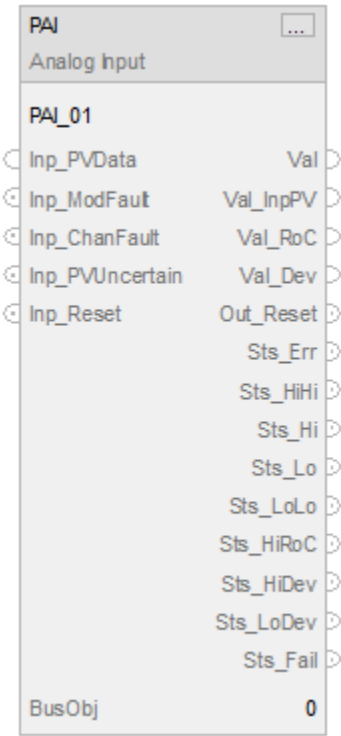 PAI ...
Analog Input
PAI_01
Inp_PVData Val
Inp_ModFault Val_InpPV
Inp_ChanFault Val_RoC
Inp_PVUncertain Val_Dev
Inp_Reset Out_Reset
Sts_Err
Sts_HiHi
Sts_Hi
Sts_Lo
Sts_LoLo
Sts_HiRoC
Sts_HiDev
Sts_LoDev
Sts_Fail
BusObj 0